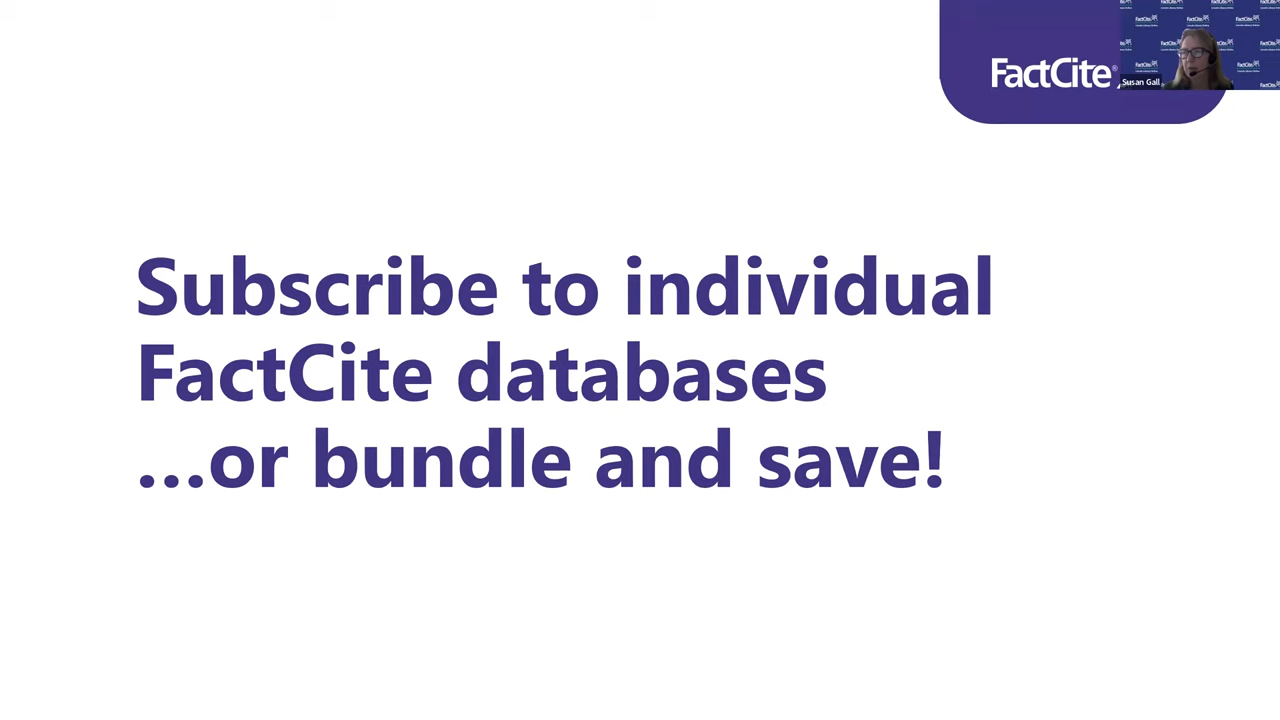 FactCite®
Susan Gall
Subscribe to individual
FactCite databases
...or bundle and save!